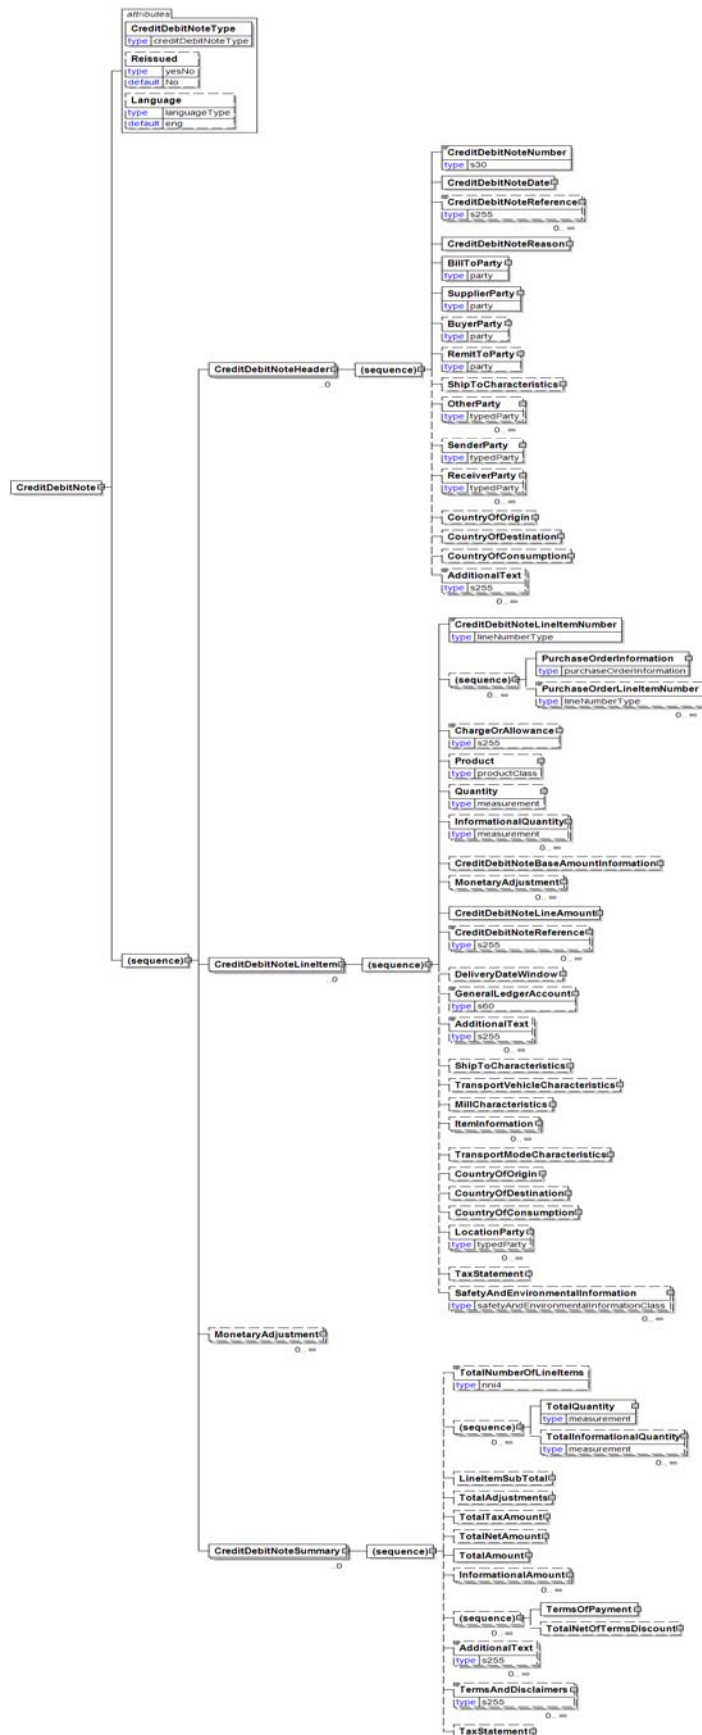 attributes
CreditDebitNoteType
type creditDebitNoteType
Reissued
type yesNo
default No
Language
type languageType
default eng
CreditDebitNote
(sequence)
CreditDebitNoteHeader
..0
(sequence)
CreditDebitNoteNumber
type s30
CreditDebitNoteDate
CreditDebitNoteReference
type s255
0.. ∞
CreditDebitNoteReason
BillToParty
type party
SupplierParty
type party
BuyerParty
type party
RemitToParty
type party
ShipToCharacteristics
OtherParty
type typedParty
0.. ∞
SenderParty
type typedParty
ReceiverParty
type typedParty
0.. ∞
CountryOfOrigin
CountryOfDestination
CountryOfConsumption
AdditionalText
type s255
0.. ∞
CreditDebitNoteLineItem
..0
(sequence)
CreditDebitNoteLineItemNumber
type lineNumberType
(sequence)
0.. ∞
PurchaseOrderInformation
type purchaseOrderInformation
PurchaseOrderLineItemNumber
type lineNumberType
0.. ∞
ChargeOrAllowance
type s255
Product
type productClass
Quantity
type measurement
InformationalQuantity
type measurement
0.. ∞
CreditDebitNoteBaseAmountInformation
MonetaryAdjustment
0.. ∞
CreditDebitNoteLineAmount
CreditDebitNoteReference
type s255
0.. ∞
DeliveryDateWindow
GeneralLedgerAccount
type s60
AdditionalText
type s255
0.. ∞
ShipToCharacteristics
TransportVehicleCharacteristics
MillCharacteristics
ItemInformation
0.. ∞
TransportModeCharacteristics
CountryOfOrigin
CountryOfDestination
CountryOfConsumption
LocationParty
type typedParty
0.. ∞
TaxStatement
SafetyAndEnvironmentalInformation
type safetyAndEnvironmentalInformationClass
0.. ∞
MonetaryAdjustment
0.. ∞
CreditDebitNoteSummary
..0
(sequence)
TotalNumberOfLineItems
type nni4
(sequence)
0.. ∞
TotalQuantity
type measurement
TotalInformationalQuantity
type measurement
0.. ∞
LineItemSubTotal
TotalAdjustments
TotalTaxAmount
TotalNetAmount
TotalAmount
InformationalAmount
0.. ∞
(sequence)
0.. ∞
TermsOfPayment
TotalNetOfTermsDiscount
AdditionalText
type s255
0.. ∞
TermsAndDisclaimers
type s255
0.. ∞
TaxStatement